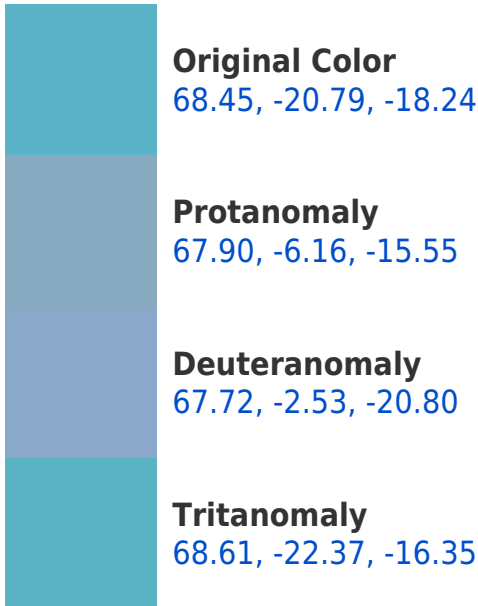 Original Color
68.45, -20.79, -18.24
Protanomaly
67.90, -6.16, -15.55
Deuteranomaly
67.72, -2.53, -20.80
Tritanomaly
68.61, -22.37, -16.35